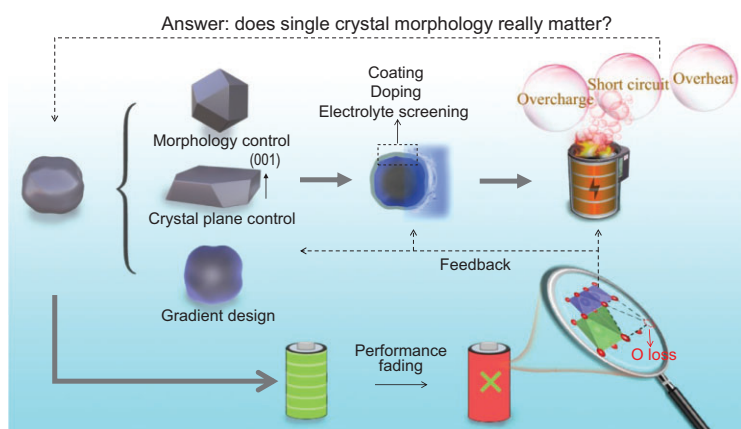 Answer: does single crystal morphology really matter?
Coating
Doping
Electrolyte screening
Overcharge
Short circuit
Overheat
Morphology control
(001)
Crystal plane control
Gradient design
Feedback
O loss
Performance
fading